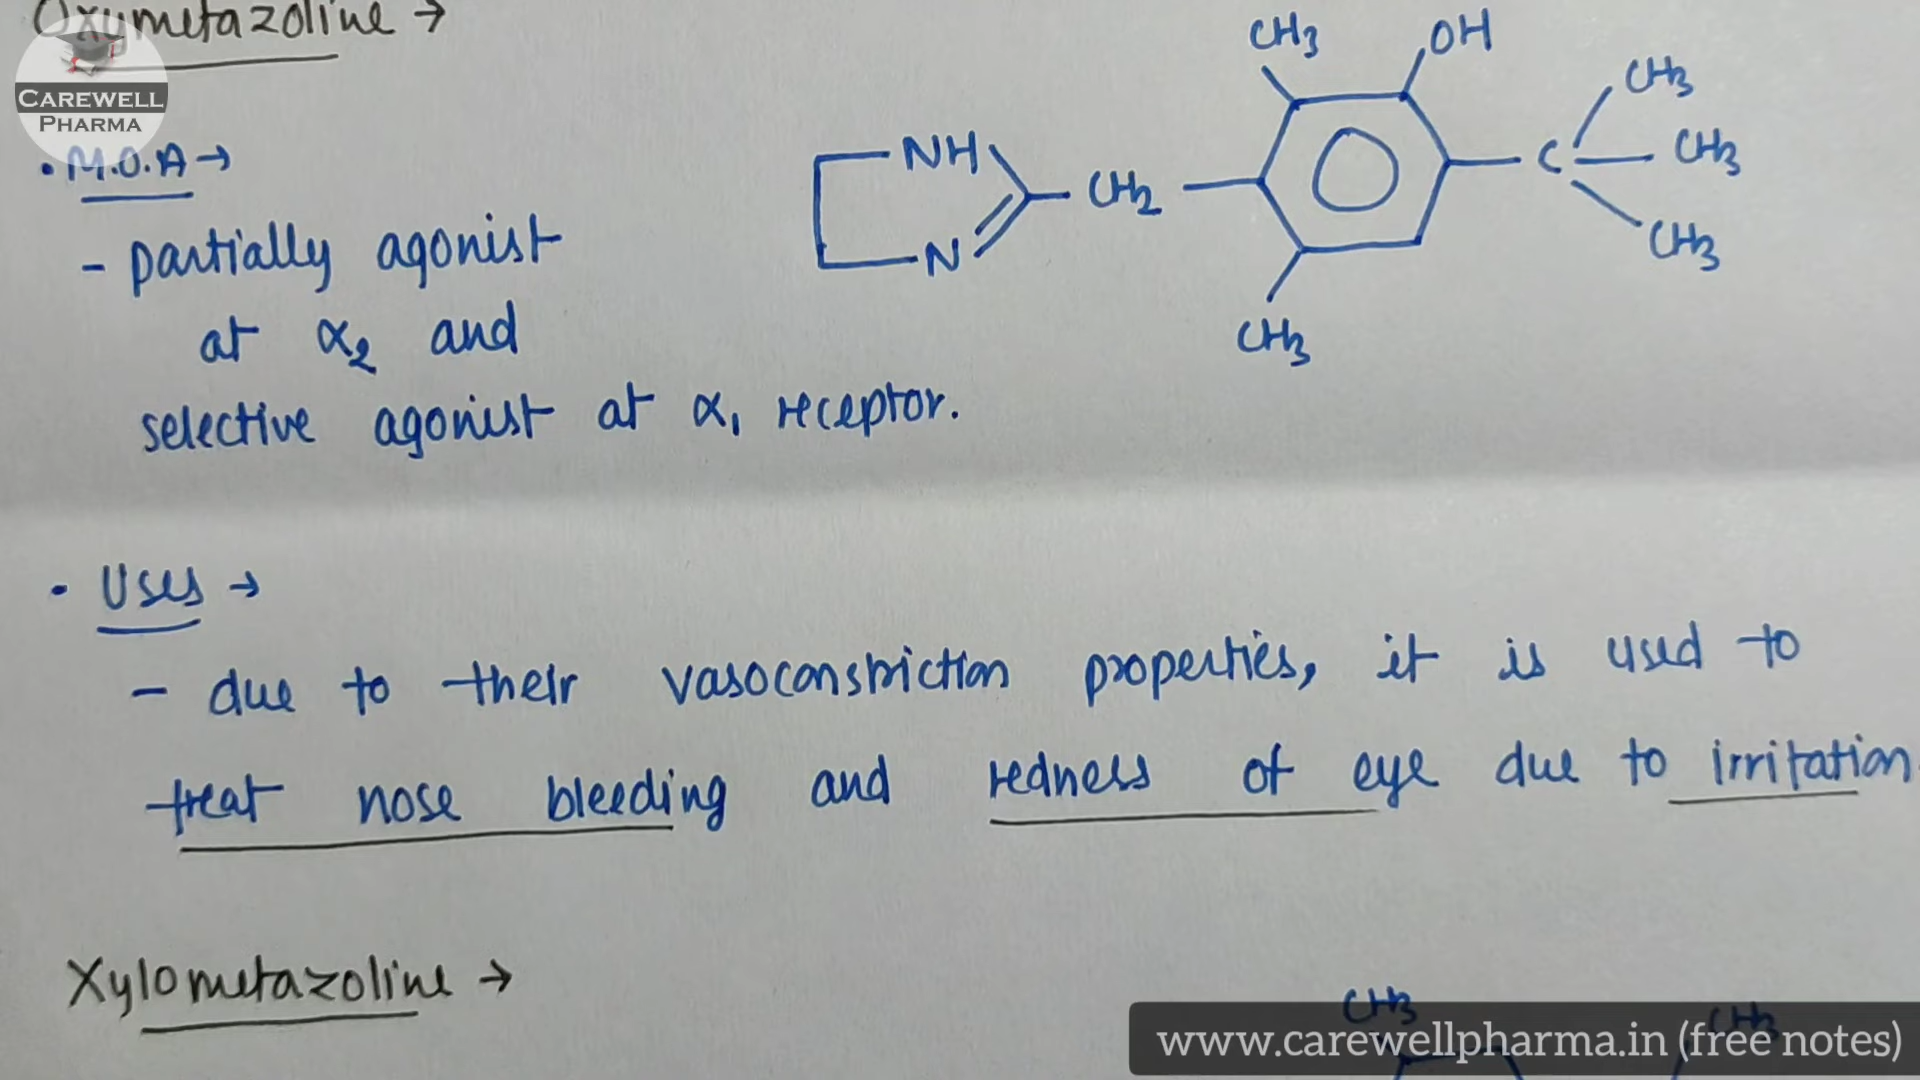 Oxymetazoline →
CAREWELL
PHARMA
• M.O.A →
- partially agonist
at α₂ and
selective agonist at α₁ receptor.
CH₃
OH
CH₃
NH
CH₂
C
CH₃
N
CH₃
CH₃
• Uses →
- due to their vasoconstriction properties, it is used to
treat nose bleeding and redness of eye due to irritation
Xylometazoline →
CH₃
CH₃
www.carewellpharma.in (free notes)